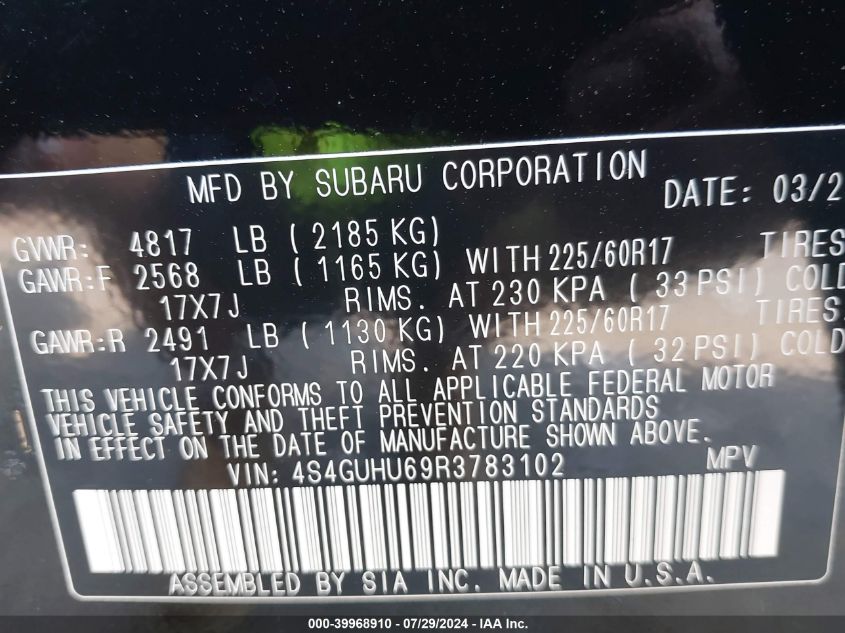 MFD BY SUBARU CORPORATION DATE: 03/2
GVWR: 4817 LB ( 2185 KG)
GAWR:F 2568 LB ( 1165 KG) WITH 225/60R17 TIRES
17X7J RIMS. AT 230 KPA ( 33 PSI) COLD
GAWR:R 2491 LB ( 1130 KG) WITH 225/60R17 TIRES.
17X7J RIMS. AT 220 KPA ( 32 PSI) COLD
THIS VEHICLE CONFORMS TO ALL APPLICABLE FEDERAL MOTOR
VEHICLE SAFETY AND THEFT PREVENTION STANDARDS
IN EFFECT ON THE DATE OF MANUFACTURE SHOWN ABOVE.
VIN: 4S4GUHU69R3783102 MPV
ASSEMBLED BY SIA INC. MADE IN U.S.A.
000-39968910 / 07/29/2024 - IAA Inc.